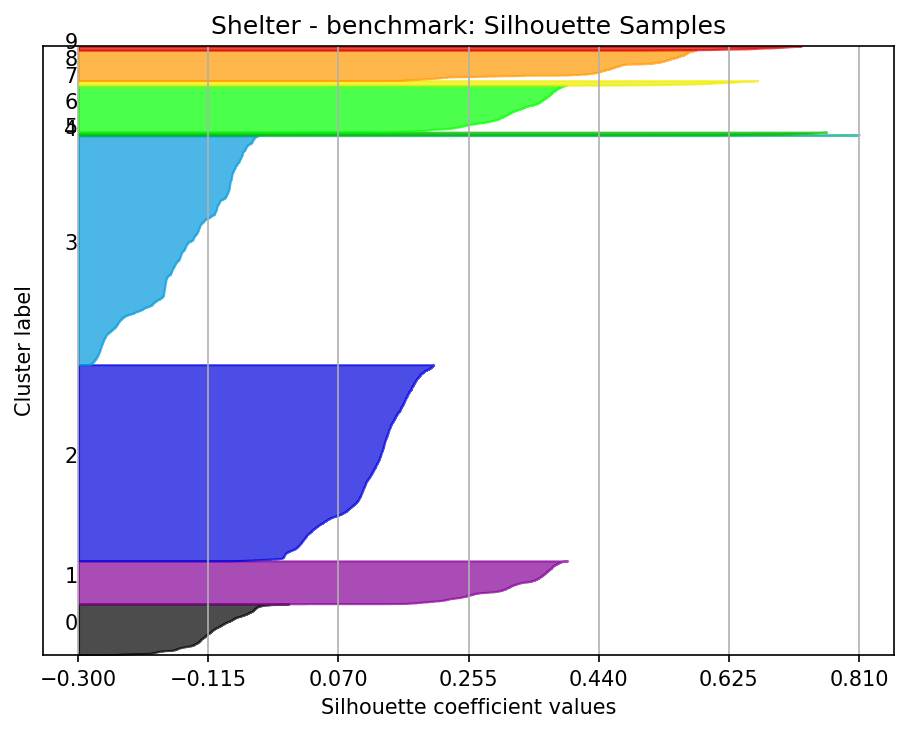 Shelter - benchmark: Silhouette Samples
9
8
7
6
5
4
3
2
1
0
Cluster label
−0.300 −0.115 0.070 0.255 0.440 0.625 0.810
Silhouette coefficient values